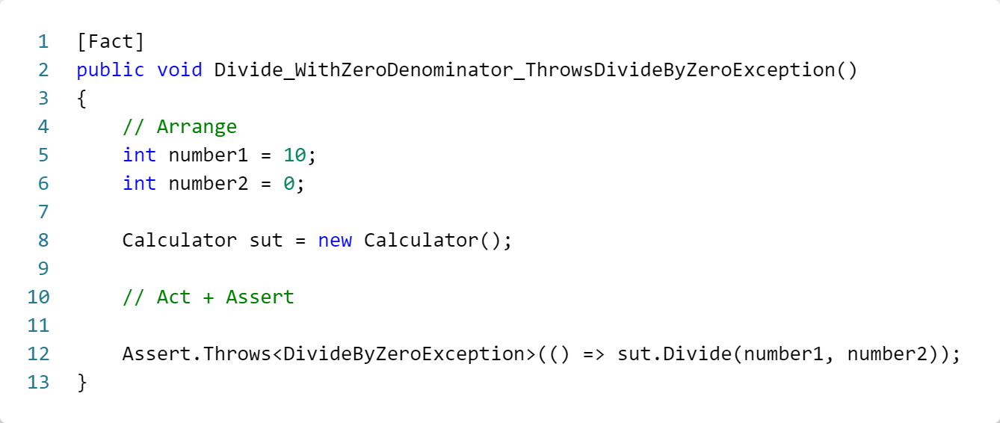 1 [Fact]
2 public void Divide_WithZeroDenominator_ThrowsDivideByZeroException()
3 {
4     // Arrange
5     int number1 = 10;
6     int number2 = 0;
7
8     Calculator sut = new Calculator();
9
10     // Act + Assert
11
12     Assert.Throws<DivideByZeroException>(() => sut.Divide(number1, number2));
13 }